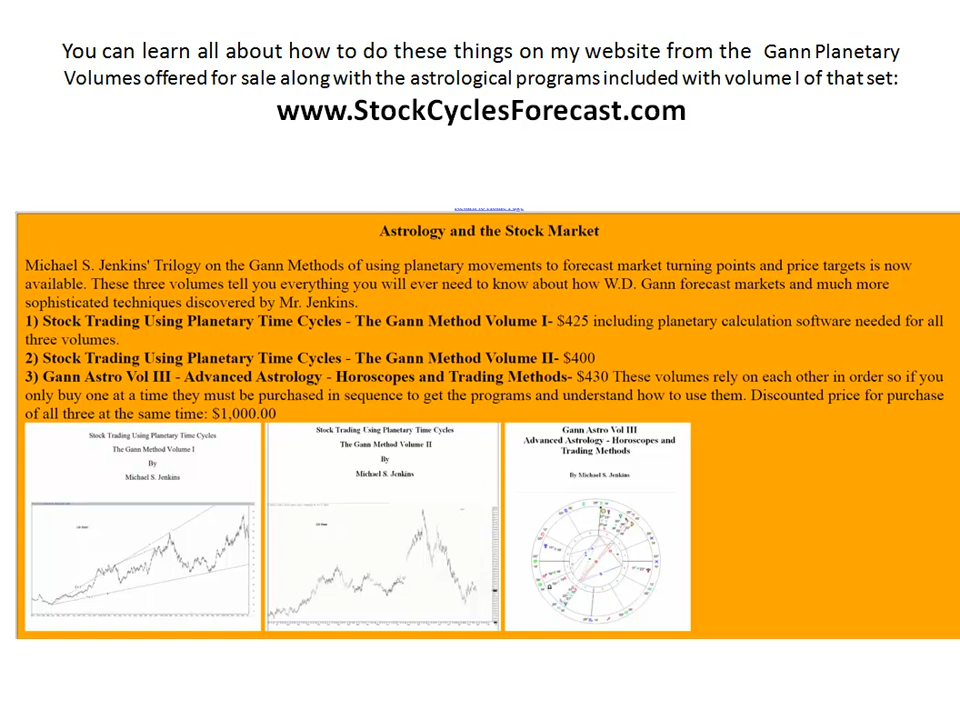 You can learn all about how to do these things on my website from the Gann Planetary
Volumes offered for sale along with the astrological programs included with volume I of that set:
www.StockCyclesForecast.com
Return to Home Page
Astrology and the Stock Market
Michael S. Jenkins' Trilogy on the Gann Methods of using planetary movements to forecast market turning points and price targets is now
available. These three volumes tell you everything you will ever need to know about how W.D. Gann forecast markets and much more
sophisticated techniques discovered by Mr. Jenkins.
1) Stock Trading Using Planetary Time Cycles - The Gann Method Volume I- $425 including planetary calculation software needed for all
three volumes.
2) Stock Trading Using Planetary Time Cycles - The Gann Method Volume II- $400
3) Gann Astro Vol III - Advanced Astrology - Horoscopes and Trading Methods- $430 These volumes rely on each other in order so if you
only buy one at a time they must be purchased in sequence to get the programs and understand how to use them. Discounted price for purchase
of all three at the same time: $1,000.00
Stock Trading Using Planetary Time Cycles
The Gann Method Volume I
By
Michael S. Jenkins
Stock Trading Using Planetary Time Cycles
The Gann Method Volume II
By
Michael S. Jenkins
Gann Astro Vol III
Advanced Astrology - Horoscopes and
Trading Methods
By Michael S. Jenkins